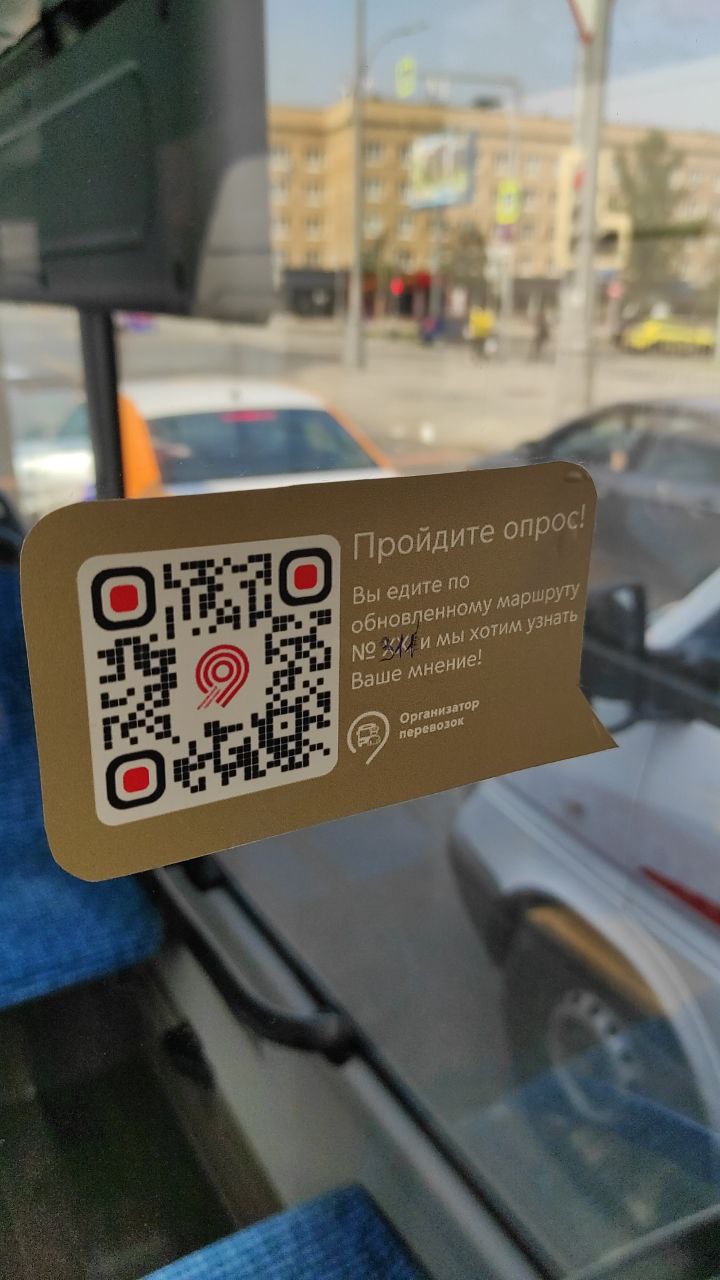 Пройдите опрос!
Вы едите по
обновленному маршруту
№ и мы хотим узнать
Ваше мнение!
Организатор
перевозок